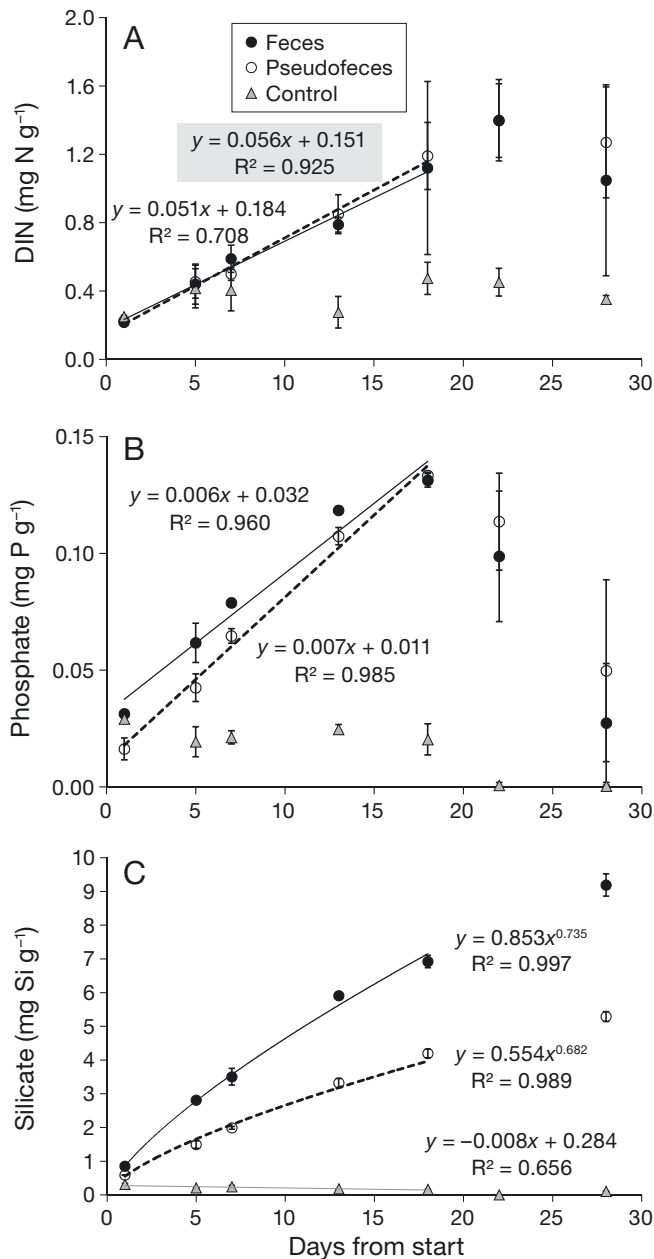 A
Feces
Pseudofeces
Control
y = 0.056x + 0.151
R² = 0.925
y = 0.051x + 0.184
R² = 0.708
DIN (mg N g⁻¹)
2.0
1.6
1.2
0.8
0.4
0.0
0 5 10 15 20 25 30
B
y = 0.006x + 0.032
R² = 0.960
y = 0.007x + 0.011
R² = 0.985
Phosphate (mg P g⁻¹)
0.15
0.10
0.05
0.00
0 5 10 15 20 25 30
C
y = 0.853x⁰·⁷³⁵
R² = 0.997
y = 0.554x⁰·⁶⁸²
R² = 0.989
y = –0.008x + 0.284
R² = 0.656
Silicate (mg Si g⁻¹)
10
9
8
7
6
5
4
3
2
1
0
0 5 10 15 20 25 30
Days from start